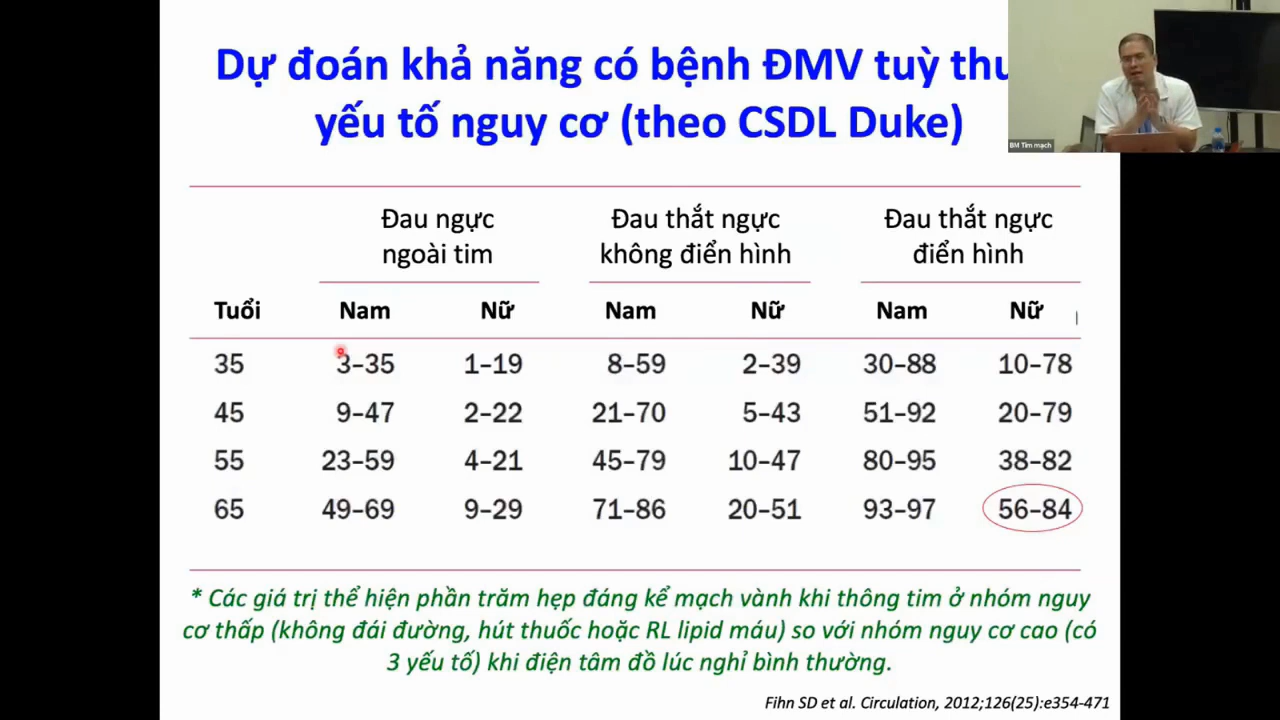 Dự đoán khả năng có bệnh ĐMV tuỳ thu
yếu tố nguy cơ (theo CSDL Duke)
BM Tim mạch
Đau ngực ngoài tim
Đau thắt ngực không điển hình
Đau thắt ngực điển hình
Tuổi Nam Nữ Nam Nữ Nam Nữ
35 3–35 1–19 8–59 2–39 30–88 10–78
45 9–47 2–22 21–70 5–43 51–92 20–79
55 23–59 4–21 45–79 10–47 80–95 38–82
65 49–69 9–29 71–86 20–51 93–97 56–84
* Các giá trị thể hiện phần trăm hẹp đáng kể mạch vành khi thông tim ở nhóm nguy
cơ thấp (không đái đường, hút thuốc hoặc RL lipid máu) so với nhóm nguy cơ cao (có
3 yếu tố) khi điện tâm đồ lúc nghỉ bình thường.
Fihn SD et al. Circulation, 2012;126(25):e354-471